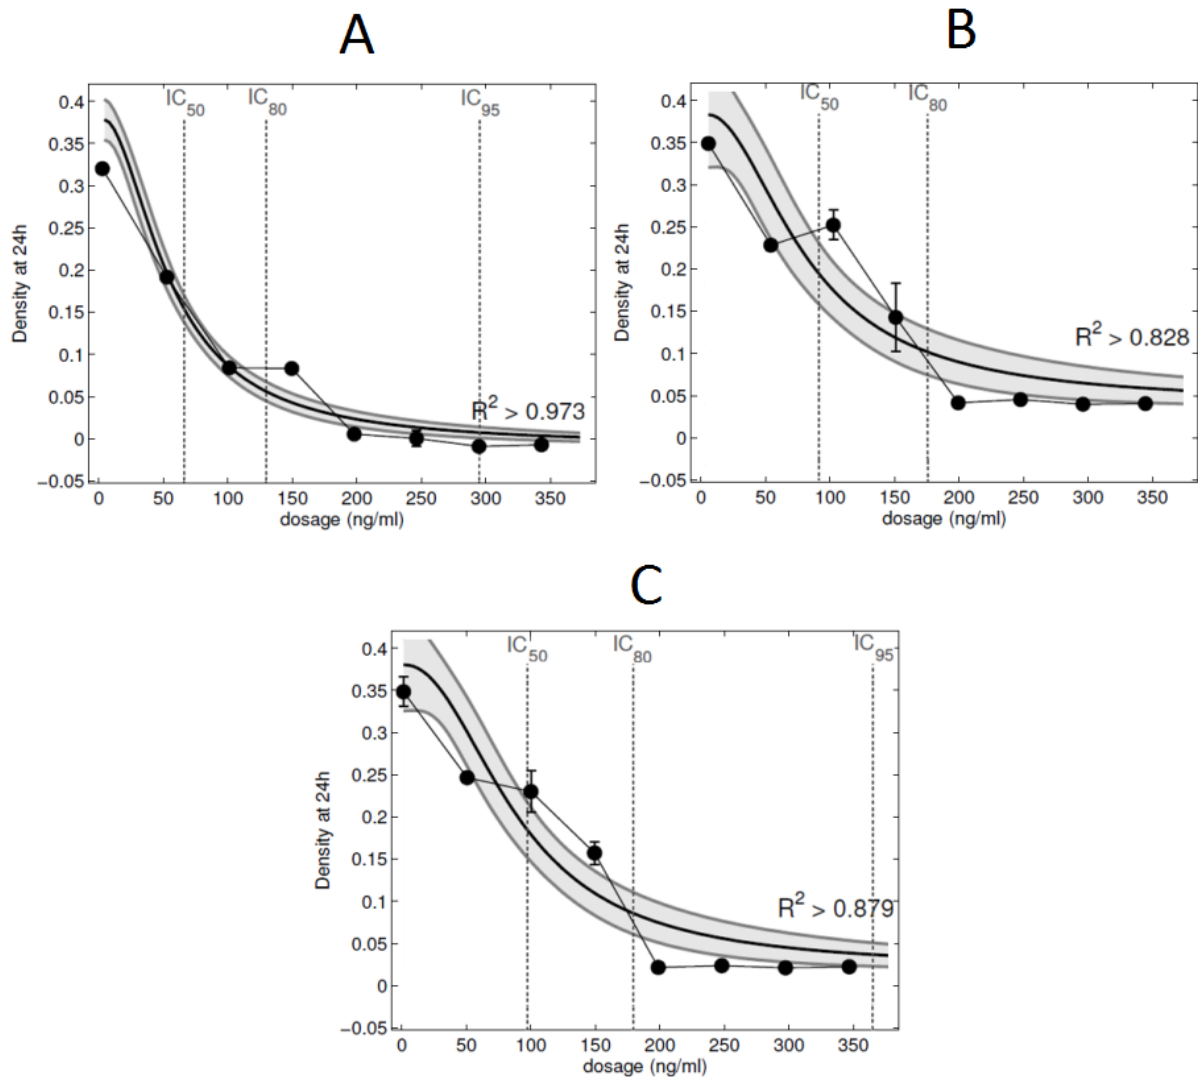 A
IC50 IC80 IC95
0.4
0.35
0.3
0.25
0.2
0.15
0.1
0.05
0
−0.05
Density at 24h
R2 > 0.973
0 50 100 150 200 250 300 350
dosage (ng/ml)
B
IC50 IC80
0.4
0.35
0.3
0.25
0.2
0.15
0.1
0.05
0
−0.05
Density at 24h
R2 > 0.828
0 50 100 150 200 250 300 350
dosage (ng/ml)
C
IC50 IC80 IC95
0.4
0.35
0.3
0.25
0.2
0.15
0.1
0.05
0
−0.05
Density at 24h
R2 > 0.879
0 50 100 150 200 250 300 350
dosage (ng/ml)